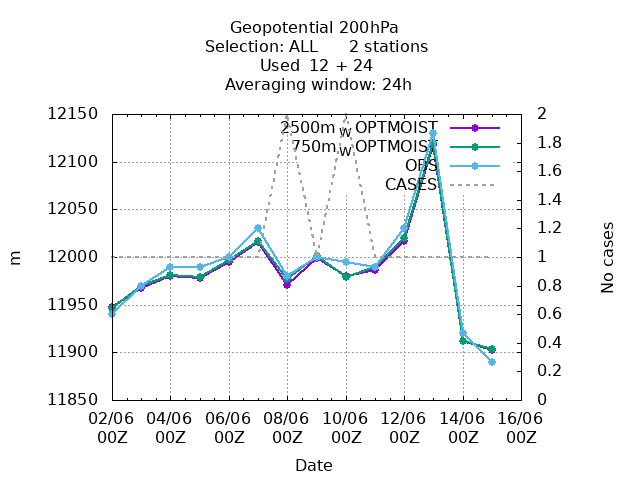 Geopotential 200hPa
Selection: ALL 2 stations
Used 12 + 24
Averaging window: 24h
2500m_W OPTMOIST
750m_W OPTMOIST
OBS
CASES
12150
12100
12050
12000
11950
11900
11850
m
2
1.8
1.6
1.4
1.2
1
0.8
0.6
0.4
0.2
0
No cases
02/06 04/06 06/06 08/06 10/06 12/06 14/06 16/06
00Z 00Z 00Z 00Z 00Z 00Z 00Z 00Z
Date